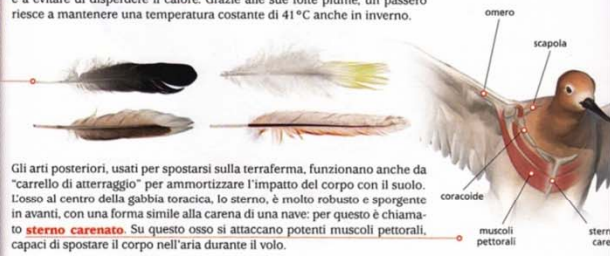 riesce a mantenere una temperatura costante di 41°C anche in inverno.
omero
scapola
Gli arti posteriori, usati per spostarsi sulla terraferma, funzionano anche da
"carrello di atterraggio" per ammortizzare l'impatto del corpo con il suolo.
L'osso al centro della gabbia toracica, lo sterno, è molto robusto e sporgente
in avanti, con una forma simile alla carena di una nave: per questo è chiama-
to sterno carenato. Su questo osso si attaccano potenti muscoli pettorali,
capaci di spostare il corpo nell'aria durante il volo.
coracoide
muscoli
pettorali